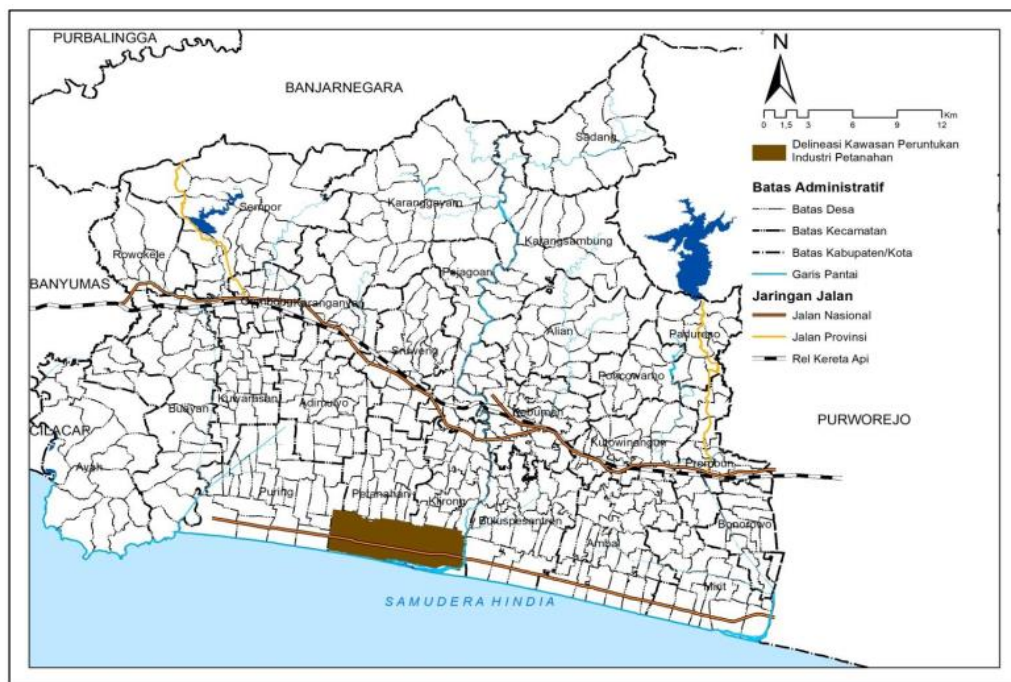 PURBALINGGA
BANJARNEGARA
N
0 1,5 3 6 9 12
Km
Sadang
Delineasi Kawasan Peruntukan
Industri Petanahan
Batas Administratif
Batas Desa
Batas Kecamatan
Batas Kabupaten/Kota
Garis Pantai
Jaringan Jalan
Jalan Nasional
Jalan Provinsi
Rel Kereta Api
Sempor
Karanggayam
Karangsambung
Rowokele
Pejagoan
BANYUMAS
Gombong
Karanganyar
Alian
Padureso
Sruweng
Poncowarno
Kuwarasan
Adimulyo
Buayan
Kebumen
PURWOREJO
CILACAP
Kutowinangun
Ayah
Prembun
Puring
Petanahan
Klirong
Buluspesantren
Bonorowo
Ambal
Mirit
SAMUDERA HINDIA